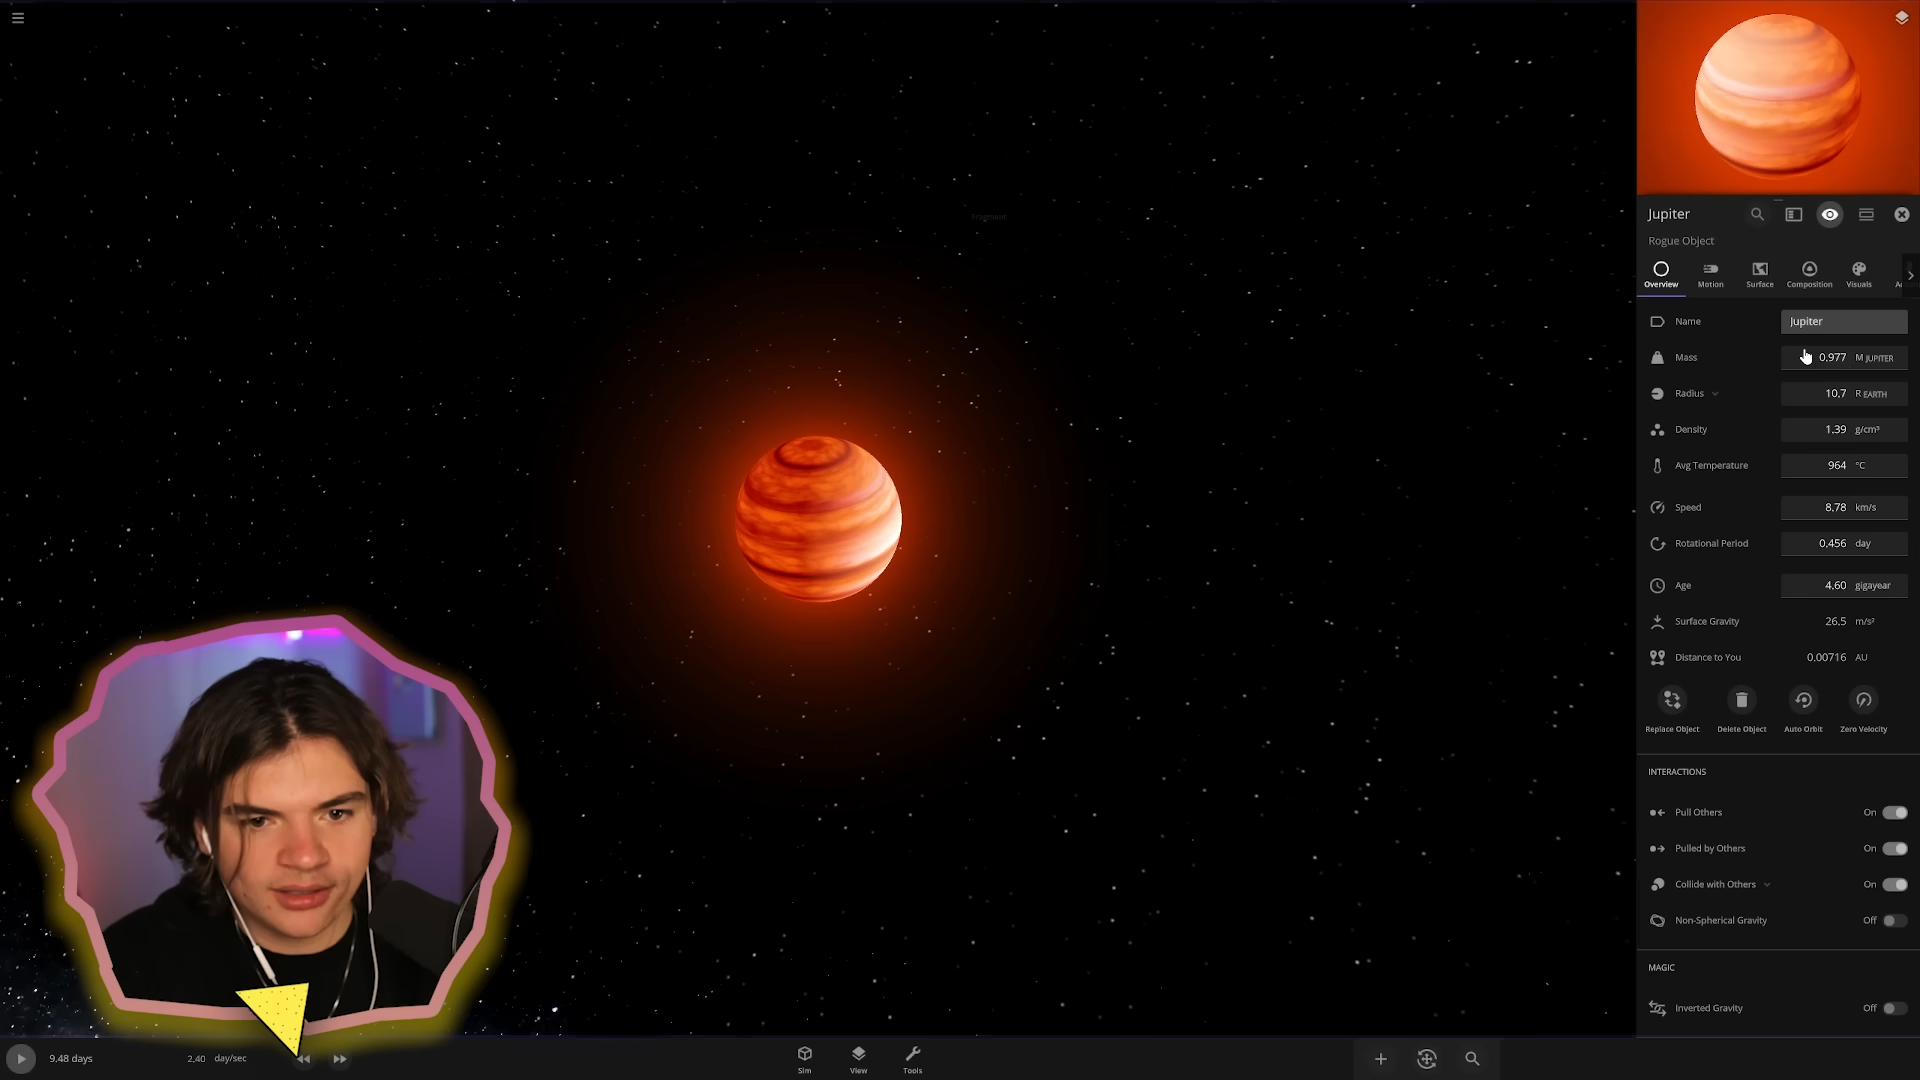 Fragment
Jupiter
Rogue Object
Overview Motion Surface Composition Visuals
Name Jupiter
Mass 0.977 M JUPITER
Radius 10.7 R EARTH
Density 1.39 g/cm³
Avg Temperature 964 °C
Speed 8.78 km/s
Rotational Period 0.456 day
Age 4.60 gigayear
Surface Gravity 26.5 m/s²
Distance to You 0.00716 AU
Replace Object Delete Object Auto Orbit Zero Velocity
INTERACTIONS
Pull Others On
Pulled by Others On
Collide with Others On
Non-Spherical Gravity Off
MAGIC
Inverted Gravity Off
9.48 days 2.40 day/sec Sim View Tools